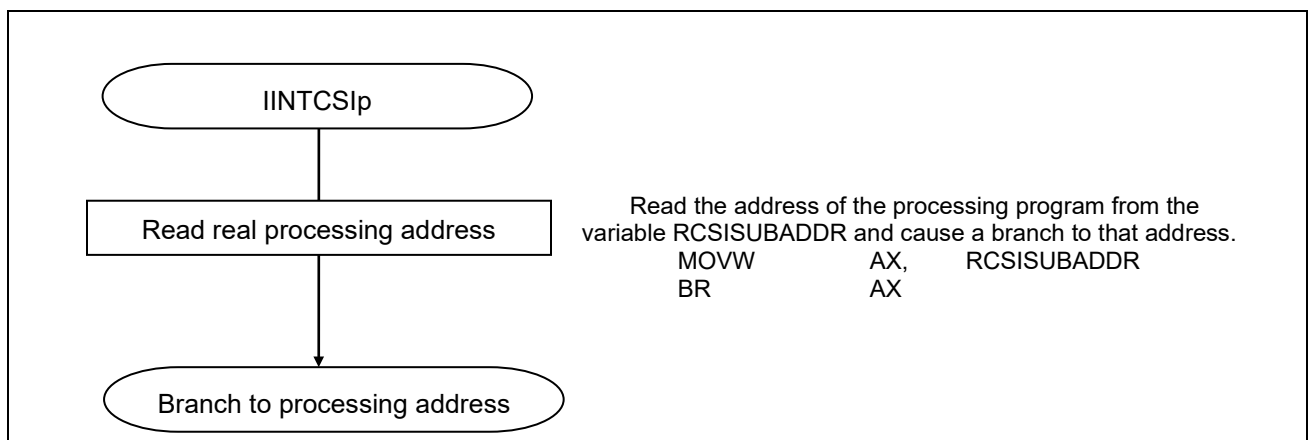 IINTCSIp
Read real processing address
Read the address of the processing program from the
variable RCSISUBADDR and cause a branch to that address.
MOVW AX, RCSISUBADDR
BR AX
Branch to processing address